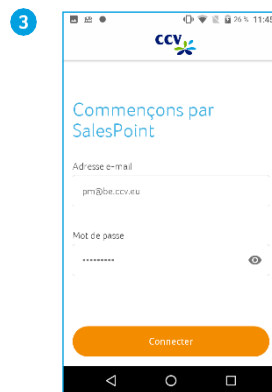 3
26 % 11:45
CCV
Commençons par
SalesPoint
Adresse e-mail
pm@be.ccv.eu
Mot de passe
•••••••••
Connecter